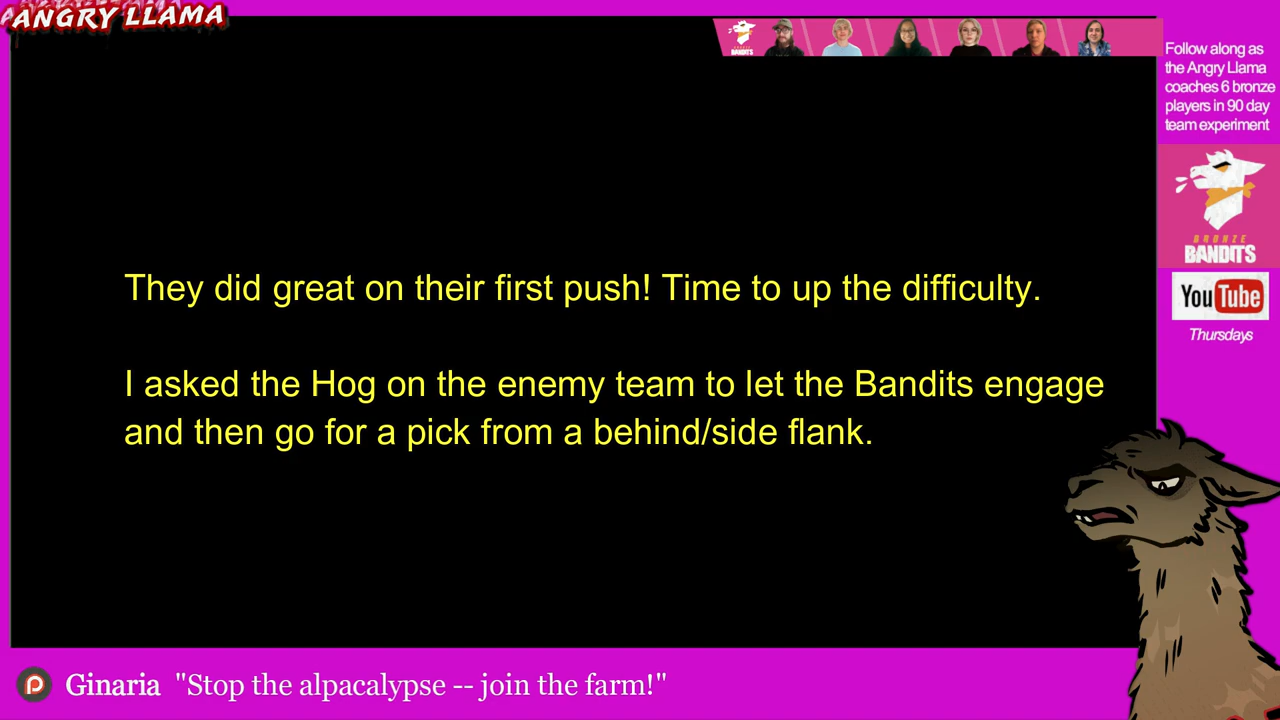 ANGRY LLAMA
BANDITS
Follow along as
the Angry Llama
coaches 6 bronze
players in 90 day
team experiment
BRONZE
BANDITS
YouTube
Thursdays
They did great on their first push! Time to up the difficulty.
I asked the Hog on the enemy team to let the Bandits engage
and then go for a pick from a behind/side flank.
Ginaria "Stop the alpacalypse -- join the farm!"